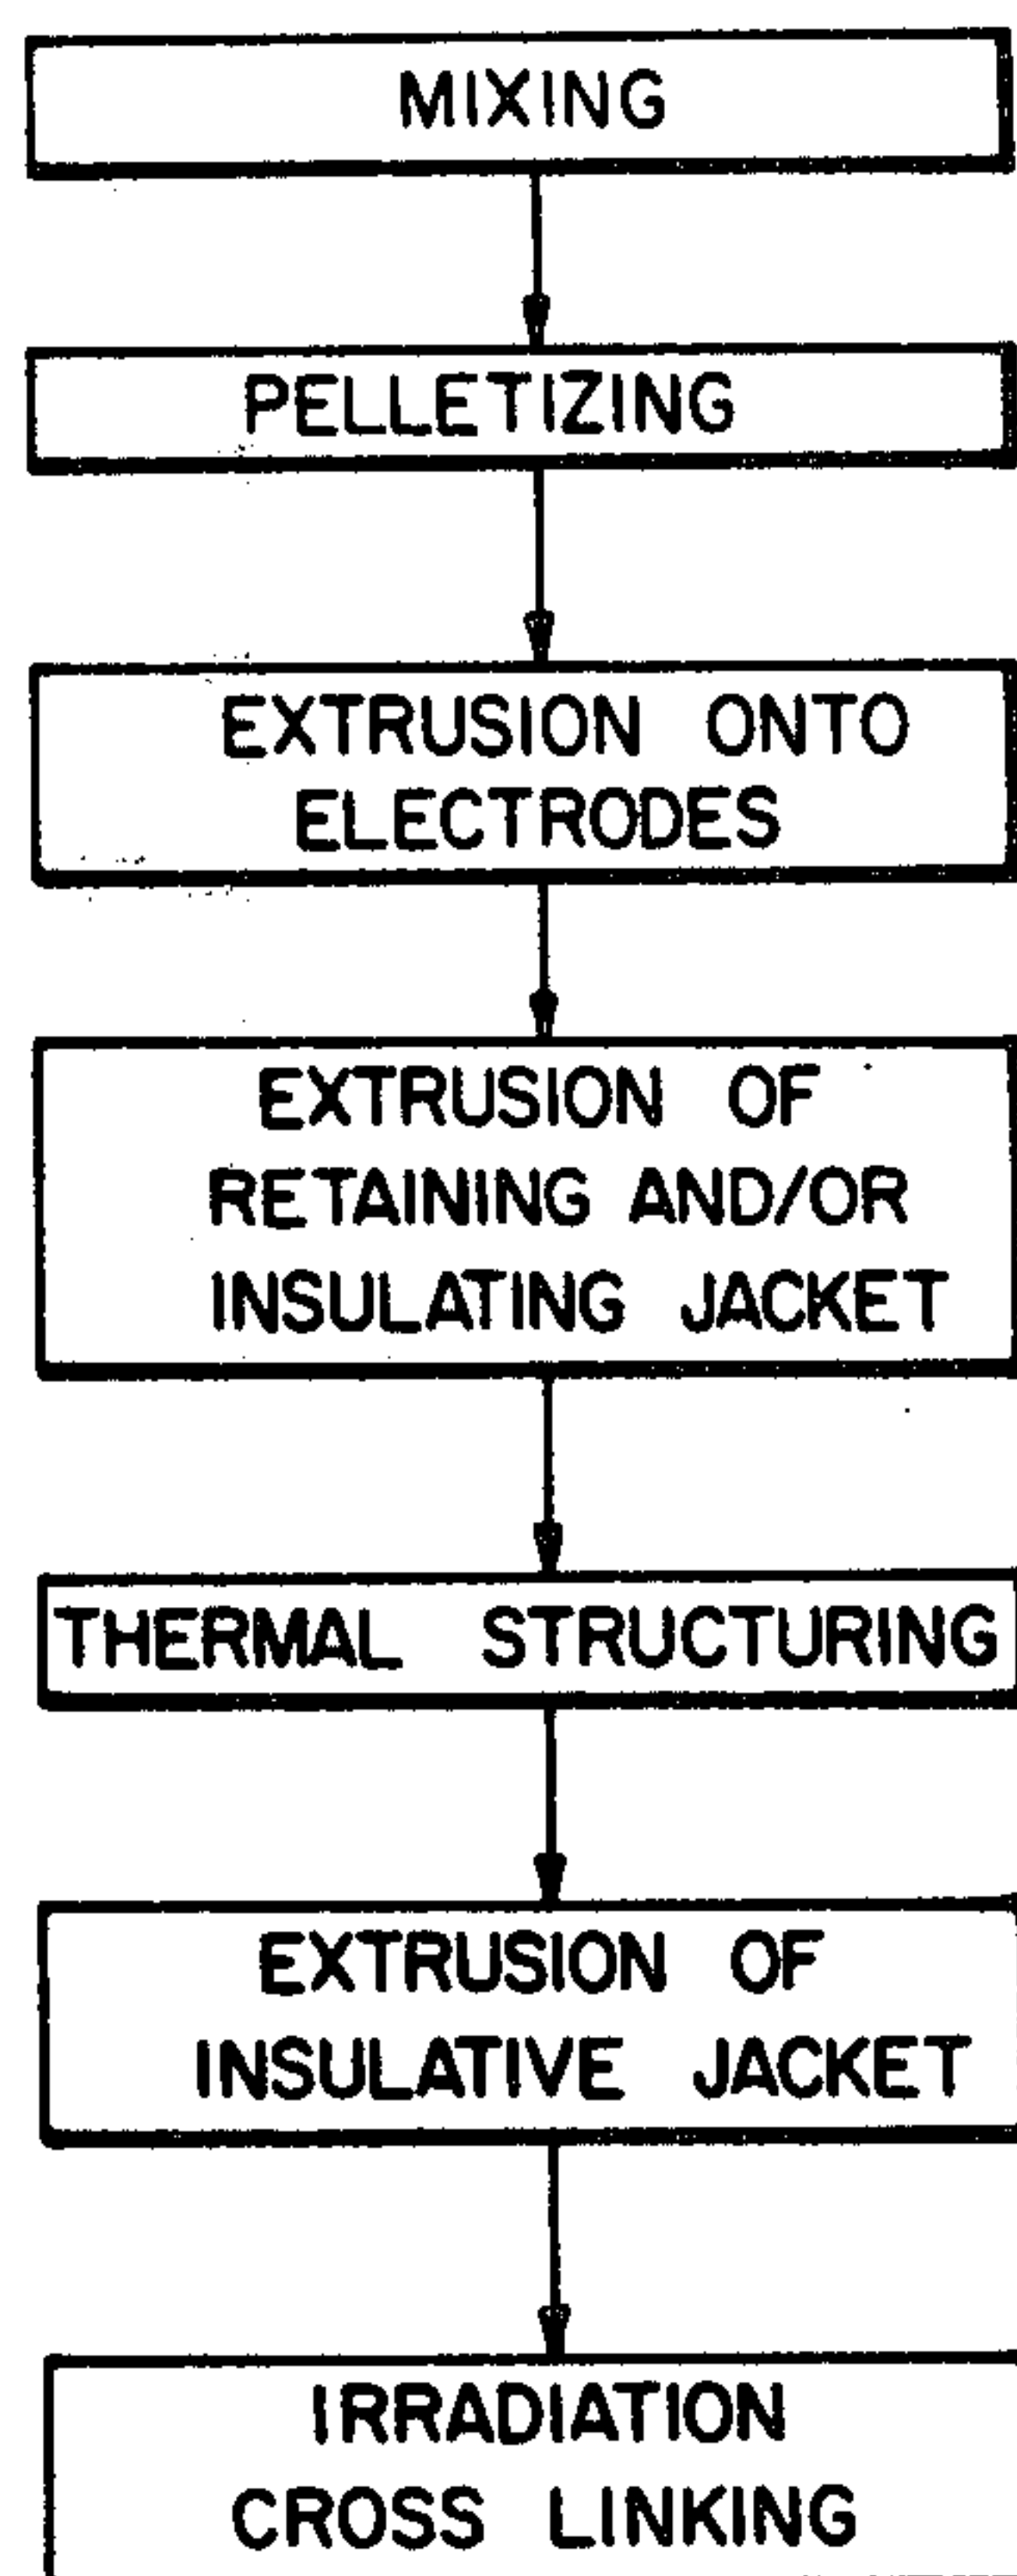 MIXING
PELLETIZING
EXTRUSION ONTO
ELECTRODES
EXTRUSION OF
RETAINING AND/OR
INSULATING JACKET
THERMAL STRUCTURING
EXTRUSION OF
INSULATIVE JACKET
IRRADIATION
CROSS LINKING